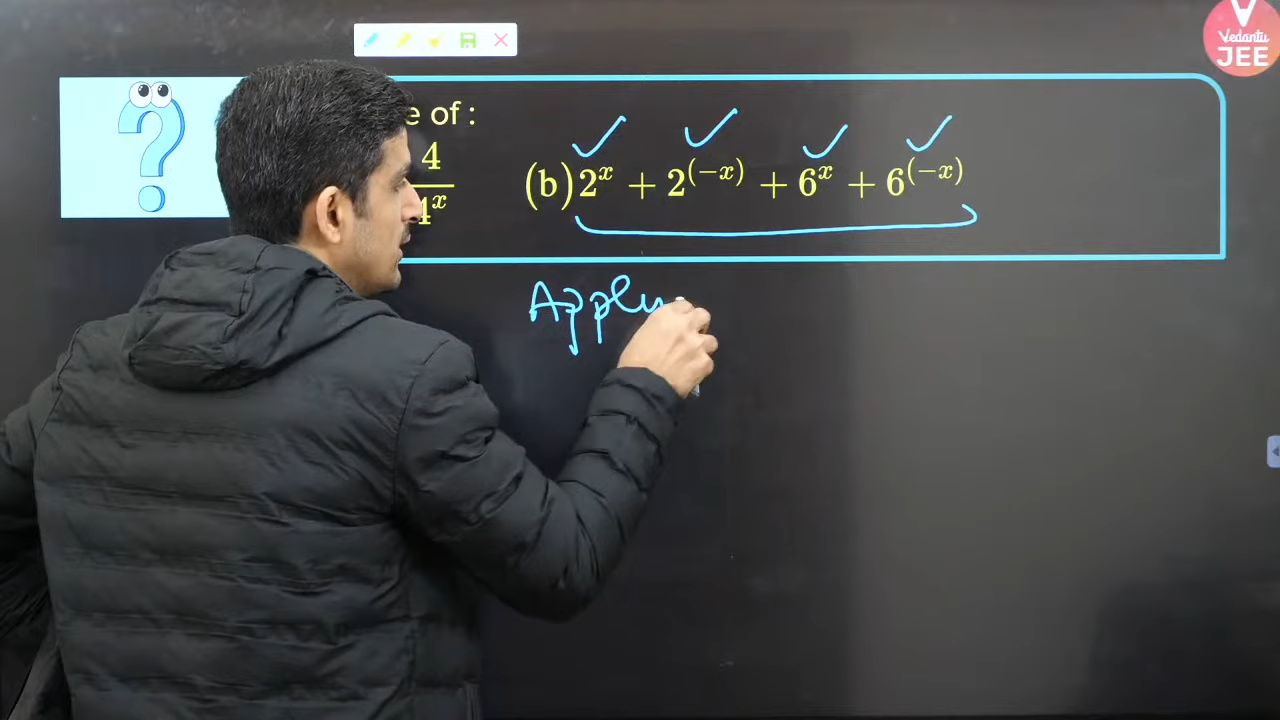 Vedantu
JEE
e of :
4
4^x
(b) 2^x + 2^(-x) + 6^x + 6^(-x)
Apply